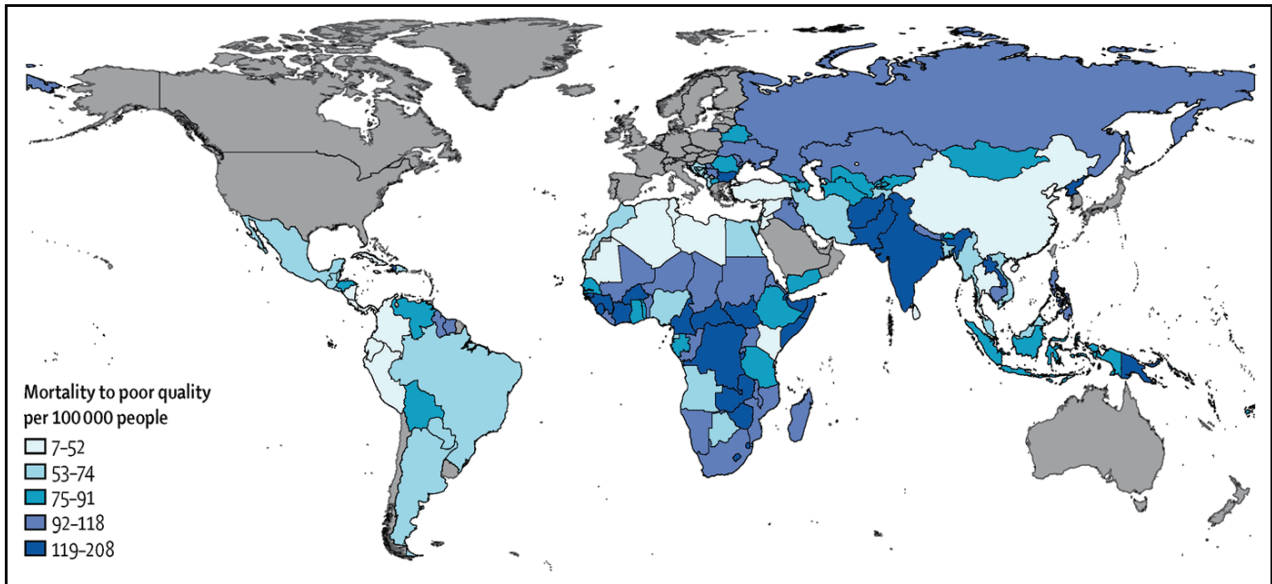 Mortality to poor quality
per 100 000 people
7–52
53–74
75–91
92–118
119–208